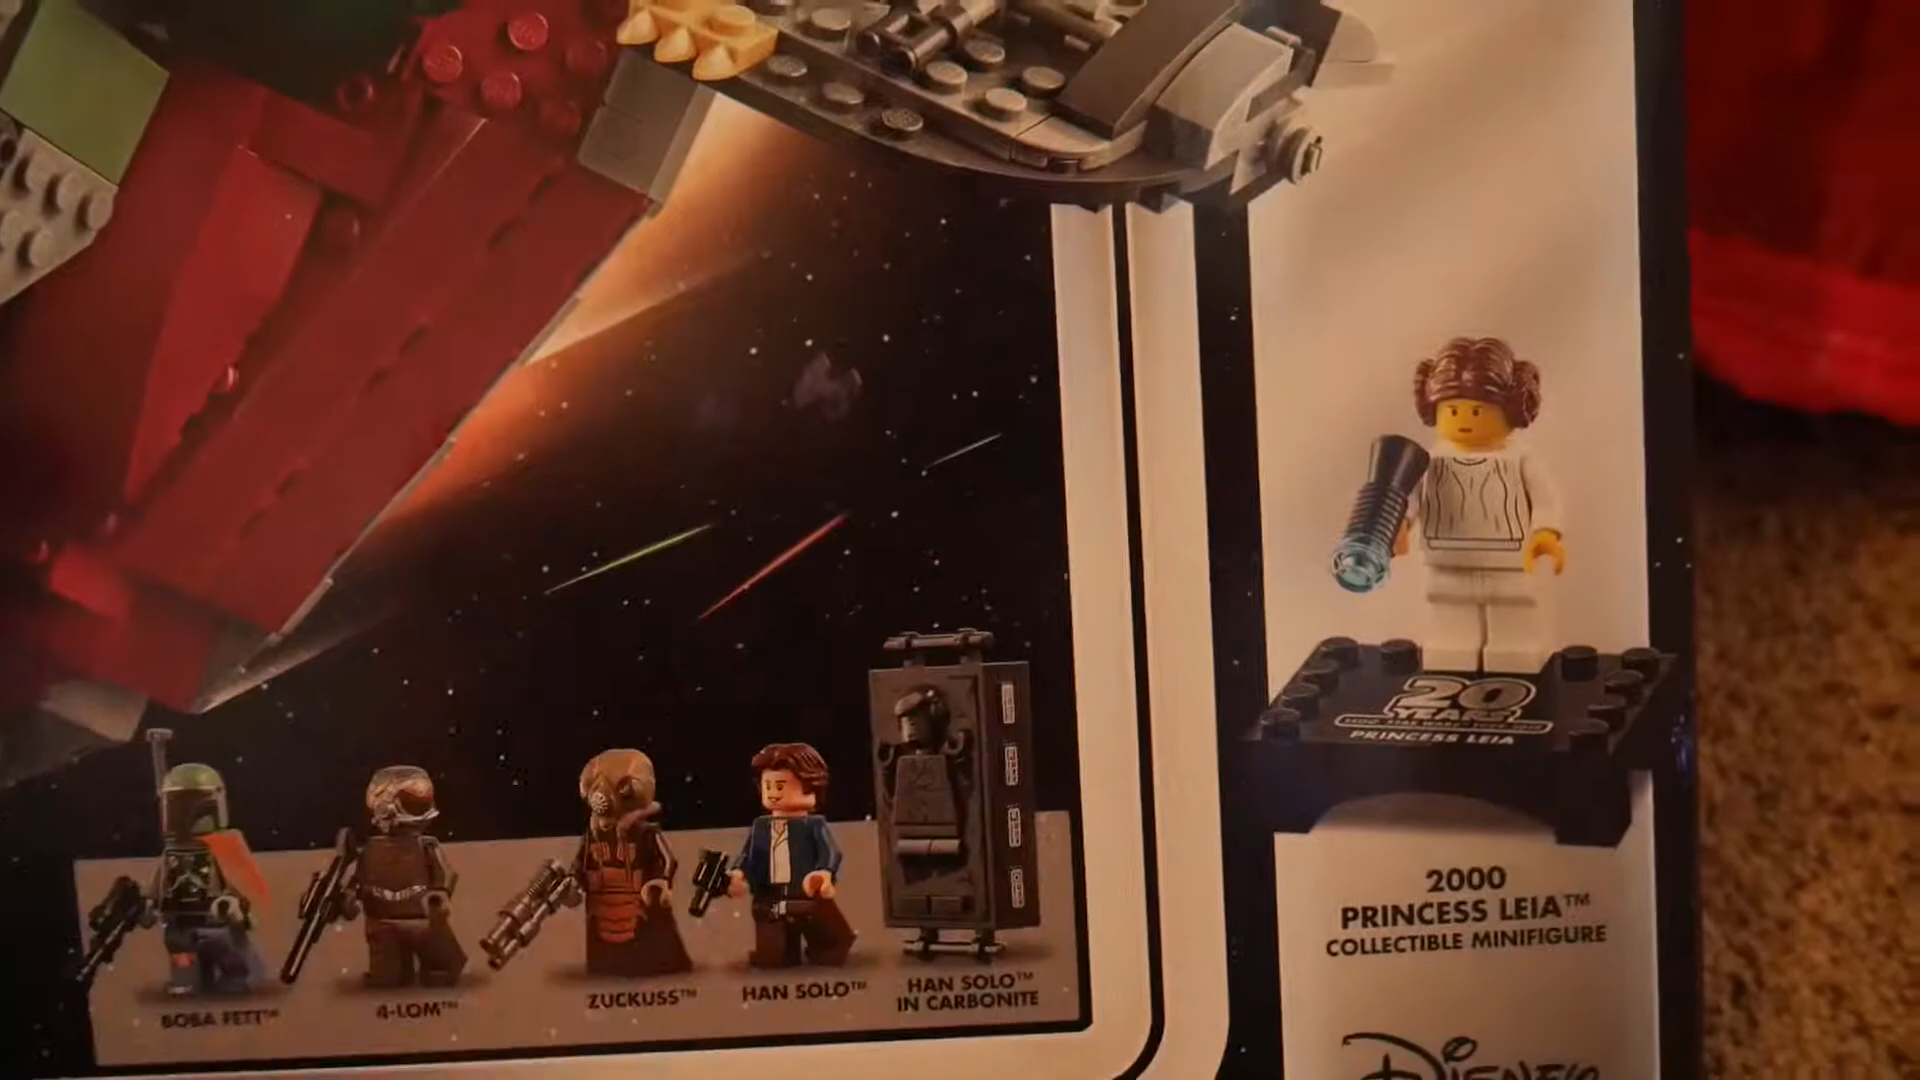 20
YEARS
PRINCESS LEIA
2000
PRINCESS LEIA™
COLLECTIBLE MINIFIGURE
BOBA FETT™
4-LOM™
ZUCKUSS™
HAN SOLO™
HAN SOLO™
IN CARBONITE
DISNEY